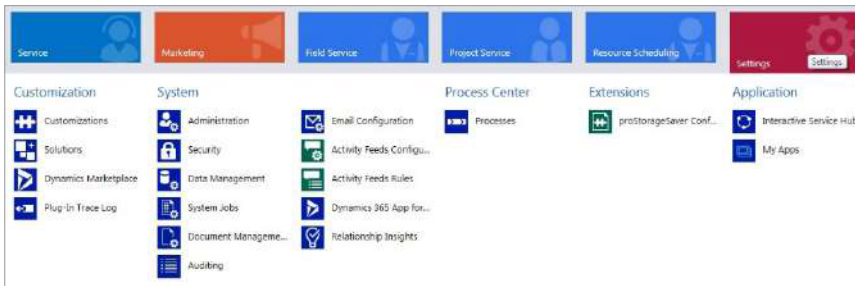 Service
Marketing
Field Service
Project Service
Resource Scheduling
Settings
Settings
Customization
System
Process Center
Extensions
Application
Customizations
Administration
Email Configuration
Processes
proStorageSaver Conf...
Interactive Service Hub
Solutions
Security
Activity Feeds Configu...
My Apps
Dynamics Marketplace
Data Management
Activity Feeds Rules
Plug-In Trace Log
System Jobs
Dynamics 365 App for...
Document Manageme...
Relationship Insights
Auditing